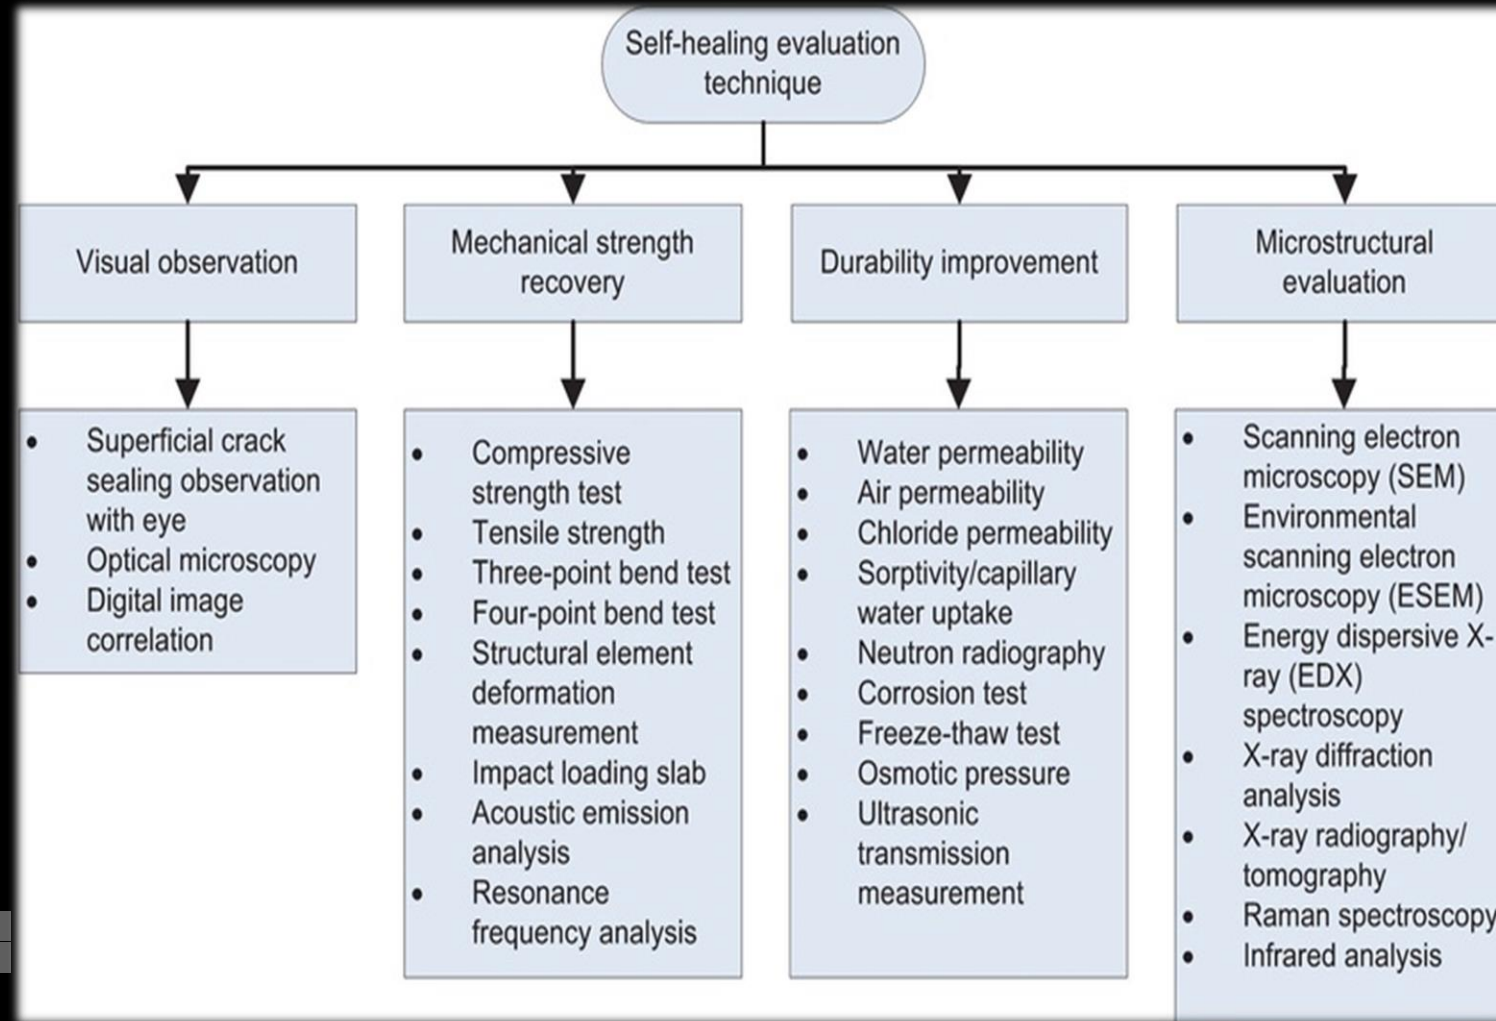 Self-healing evaluation
technique
Visual observation
Mechanical strength
recovery
Durability improvement
Microstructural
evaluation
• Superficial crack
sealing observation
with eye
• Optical microscopy
• Digital image
correlation
• Compressive
strength test
• Tensile strength
• Three-point bend test
• Four-point bend test
• Structural element
deformation
measurement
• Impact loading slab
• Acoustic emission
analysis
• Resonance
frequency analysis
• Water permeability
• Air permeability
• Chloride permeability
• Sorptivity/capillary
water uptake
• Neutron radiography
• Corrosion test
• Freeze-thaw test
• Osmotic pressure
• Ultrasonic
transmission
measurement
• Scanning electron
microscopy (SEM)
• Environmental
scanning electron
microscopy (ESEM)
• Energy dispersive X-
ray (EDX)
spectroscopy
• X-ray diffraction
analysis
• X-ray radiography/
tomography
• Raman spectroscopy
• Infrared analysis